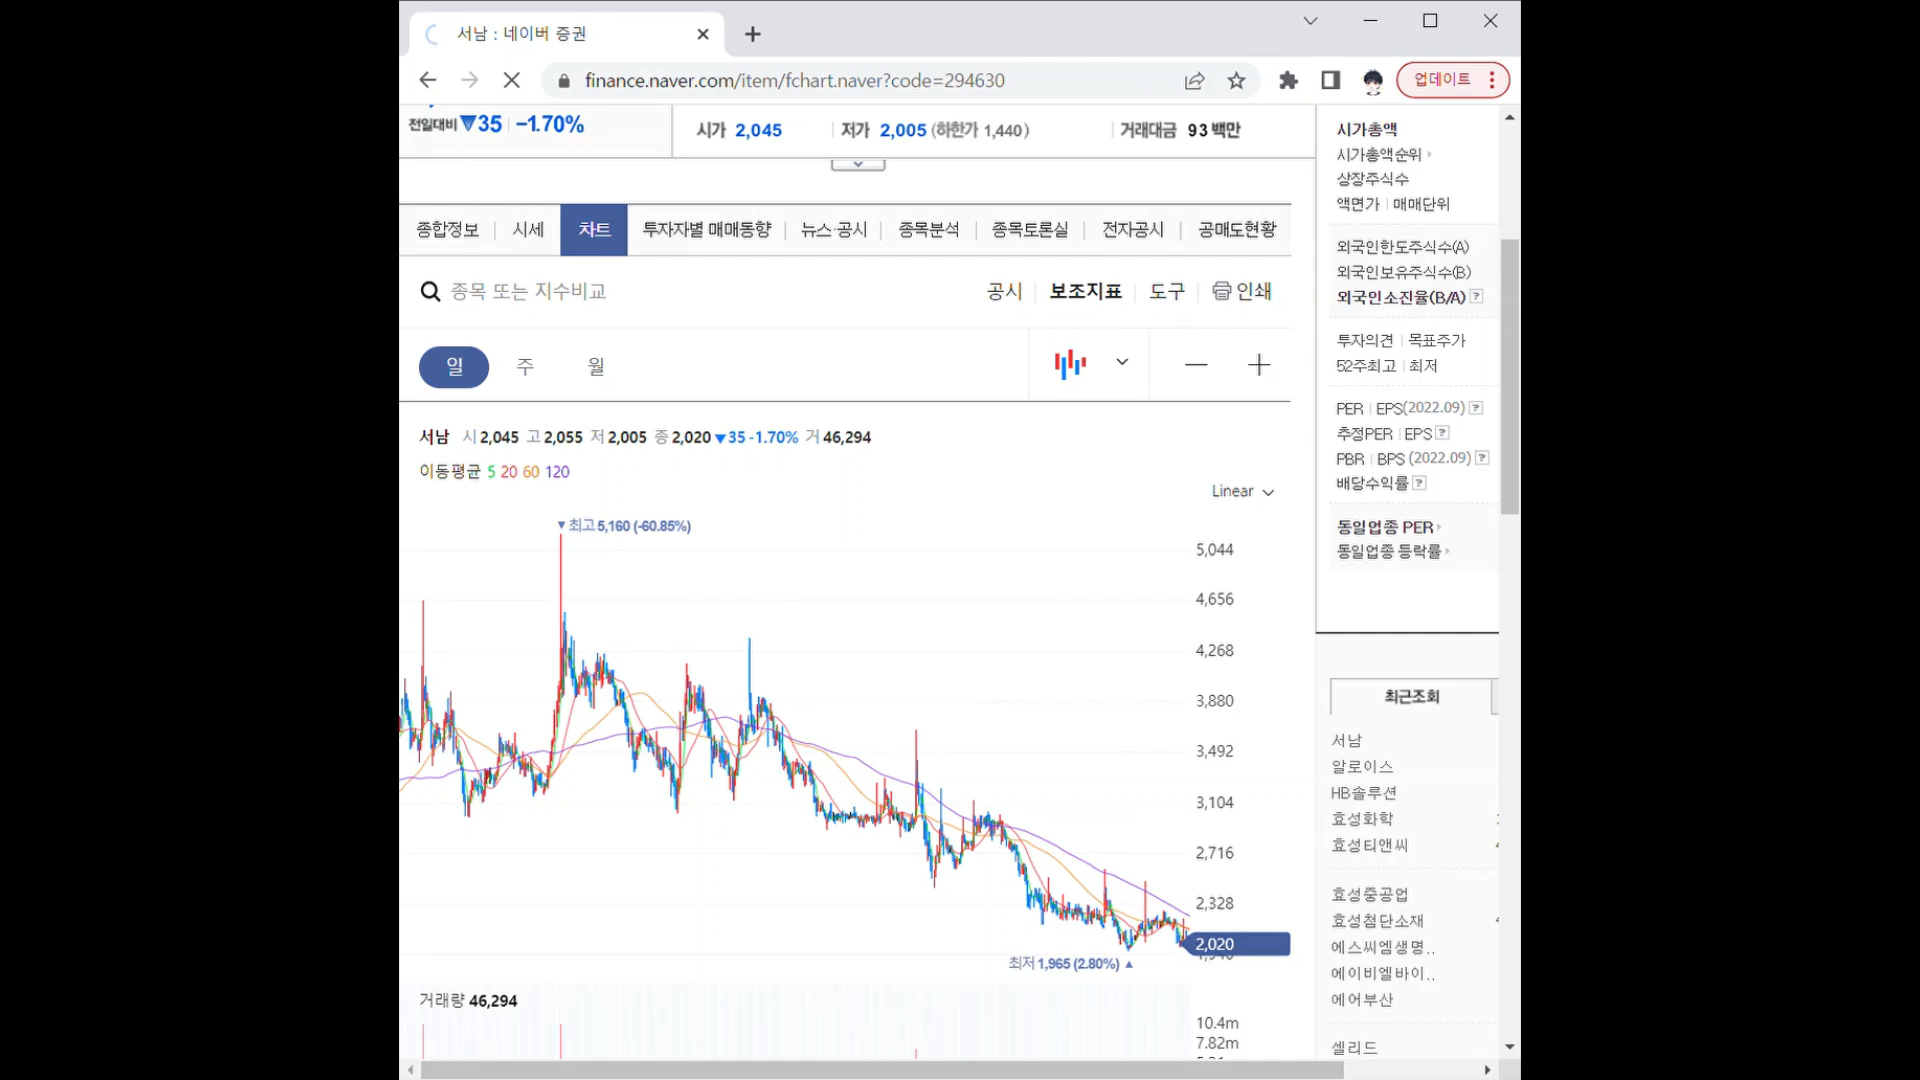 서남 : 네이버 증권
finance.naver.com/item/fchart.naver?code=294630
업데이트
전일대비 ▼35 -1.70%
시가 2,045 저가 2,005 (하한가 1,440) 거래대금 93 백만
종합정보 시세 차트 투자자별 매매동향 뉴스·공시 종목분석 종목토론실 전자공시 공매도현황
종목 또는 지수비교
공시 보조지표 도구 인쇄
일 주 월
서남 시 2,045 고 2,055 저 2,005 종 2,020 ▼35 -1.70% 거 46,294
이동평균 5 20 60 120
Linear
▼최고 5,160 (-60.85%)
5,044
4,656
4,268
3,880
3,492
3,104
2,716
2,328
2,020
최저 1,965 (2.80%) ▲
거래량 46,294
10.4m
7.82m
시가총액
시가총액순위
상장주식수
액면가 | 매매단위
외국인한도주식수(A)
외국인보유주식수(B)
외국인소진율(B/A) ?
투자의견 | 목표주가
52주최고 | 최저
PER | EPS(2022.09) ?
추정PER | EPS ?
PBR | BPS (2022.09) ?
배당수익률 ?
동일업종 PER
동일업종 등락률
최근조회
서남
알로이스
HB솔루션
효성화학
효성티앤씨
효성중공업
효성첨단소재
에스씨엠생명..
에이비엘바이..
에어부산
셀리드